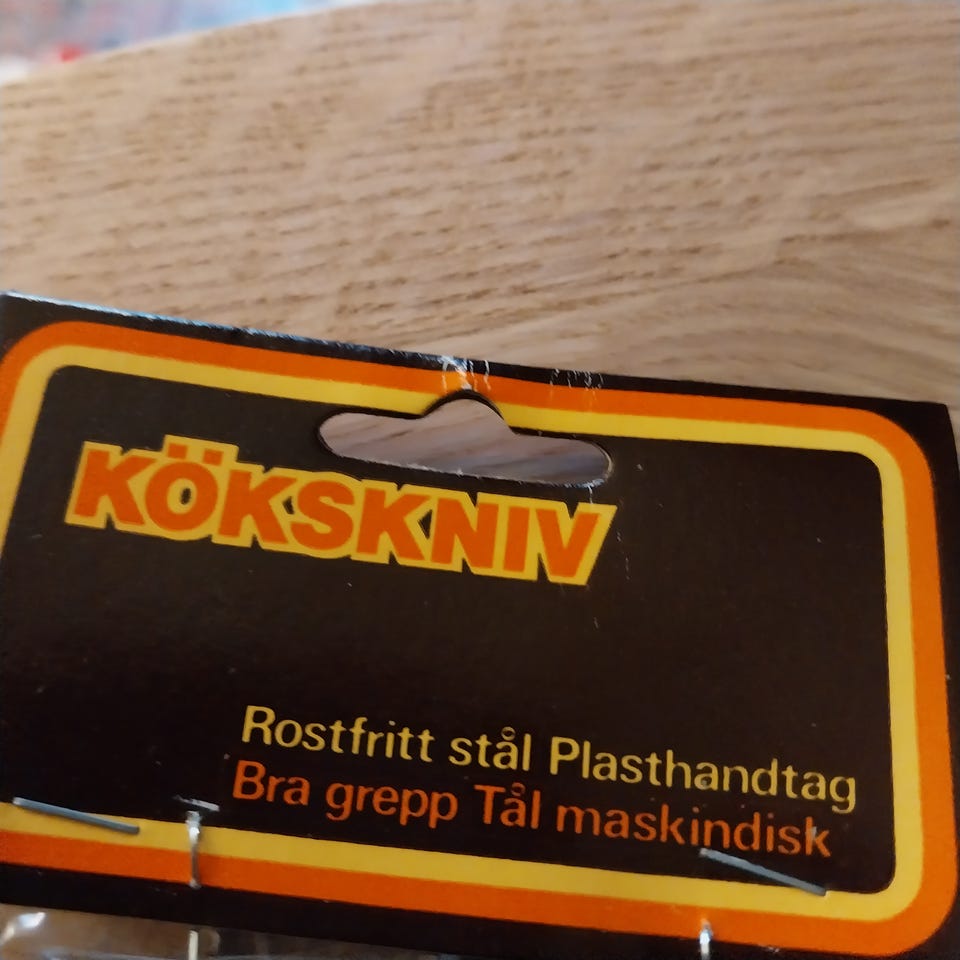 KÖKSKNIV
Rostfritt stål Plasthandtag
Bra grepp Tål maskindisk